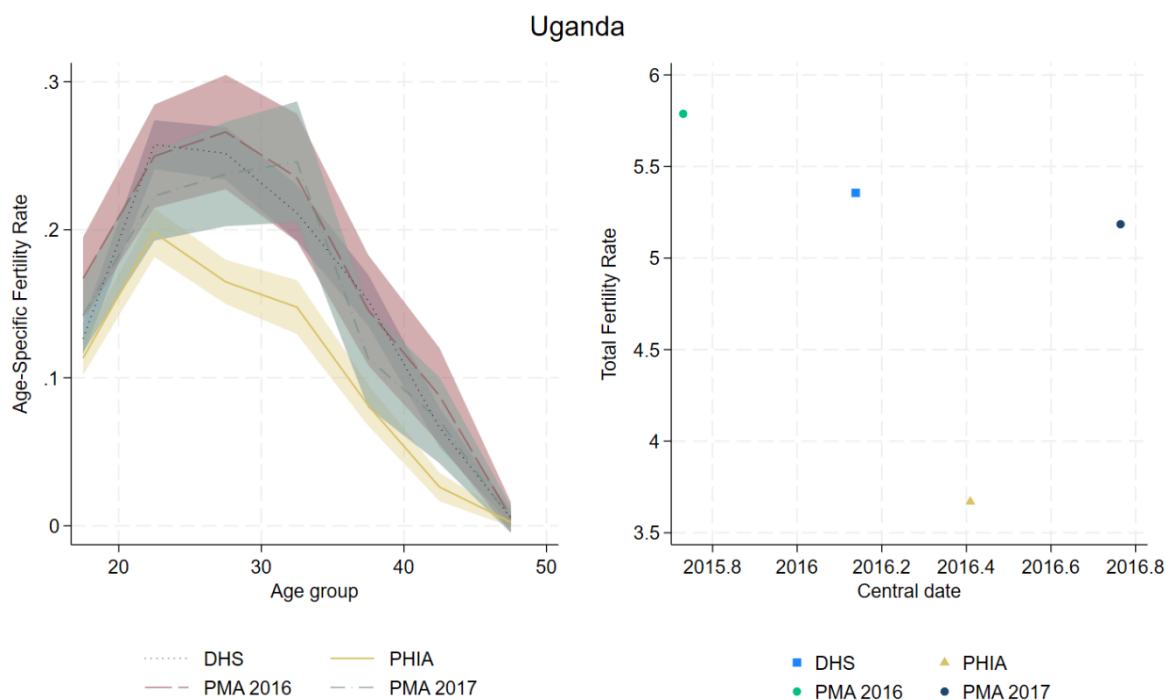 Uganda
.3
.2
.1
0
Age-Specific Fertility Rate
20 30 40 50
Age group
DHS PHIA
PMA 2016 PMA 2017
6
5.5
5
4.5
4
3.5
Total Fertility Rate
2015.8 2016 2016.2 2016.4 2016.6 2016.8
Central date
DHS PHIA
PMA 2016 PMA 2017